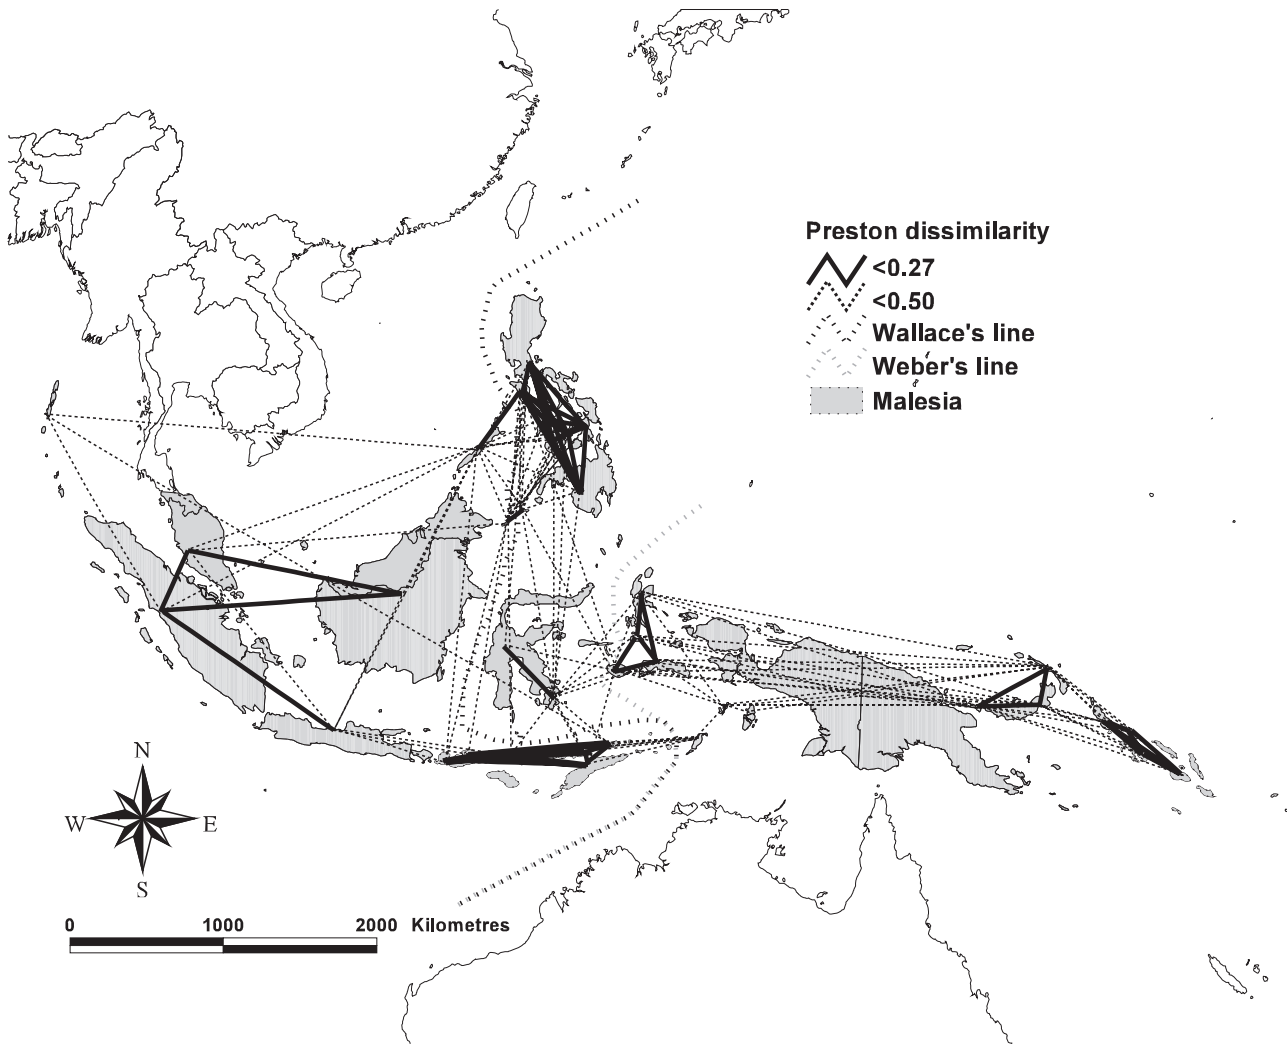 Preston dissimilarity
<0.27
<0.50
Wallace's line
Weber's line
Malesia
N
W E
S
0 1000 2000 Kilometres